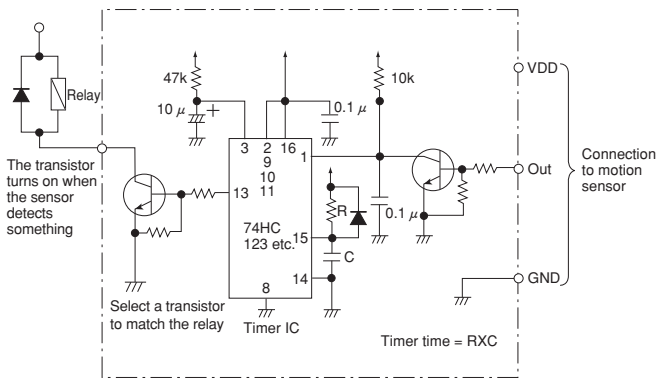 VDD
47k
10k
Relay
10 μ
+
0.1 μ
3
2
16
9
10
11
1
Connection
to motion
sensor
Out
The transistor
turns on when
the sensor
detects
something
13
R
0.1 μ
74HC
123 etc.
15
C
14
GND
8
Select a transistor
to match the relay
Timer IC
Timer time = RXC